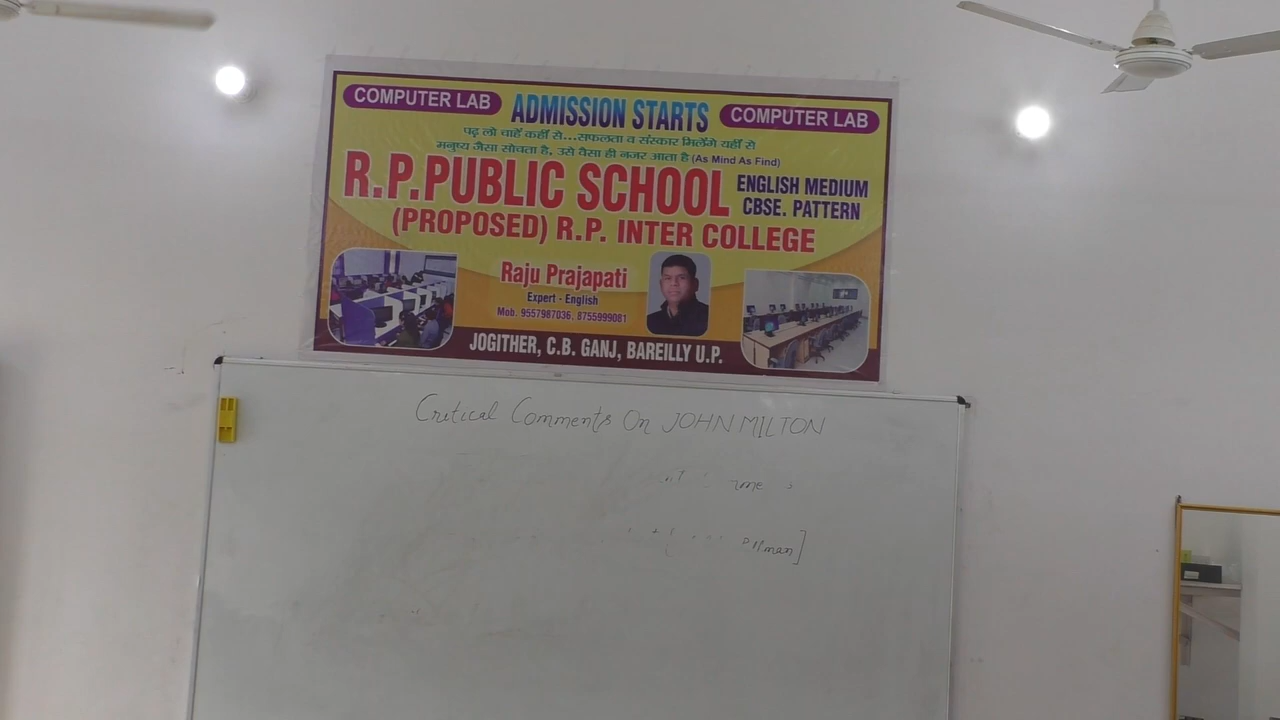 COMPUTER LAB ADMISSION STARTS COMPUTER LAB
पढ़ लो चाहें कहीं से...सफलता व संस्कार मिलेंगे यहीं से
मनुष्य जैसा सोचता है, उसे वैसा ही नजर आता है (As Mind As Find)
R.P.PUBLIC SCHOOL
ENGLISH MEDIUM
CBSE. PATTERN
(PROPOSED) R.P. INTER COLLEGE
Raju Prajapati
Expert - English
Mob. 9557987036, 8755999081
JOGITHER, C.B. GANJ, BAREILLY U.P.
Critical Comments On JOHN MILTON